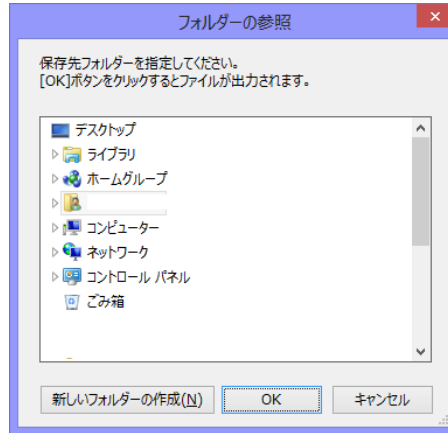 フォルダーの参照
保存先フォルダーを指定してください。
[OK]ボタンをクリックするとファイルが出力されます。
デスクトップ
ライブラリ
ホームグループ
コンピューター
ネットワーク
コントロール パネル
ごみ箱
新しいフォルダーの作成(N)
OK
キャンセル